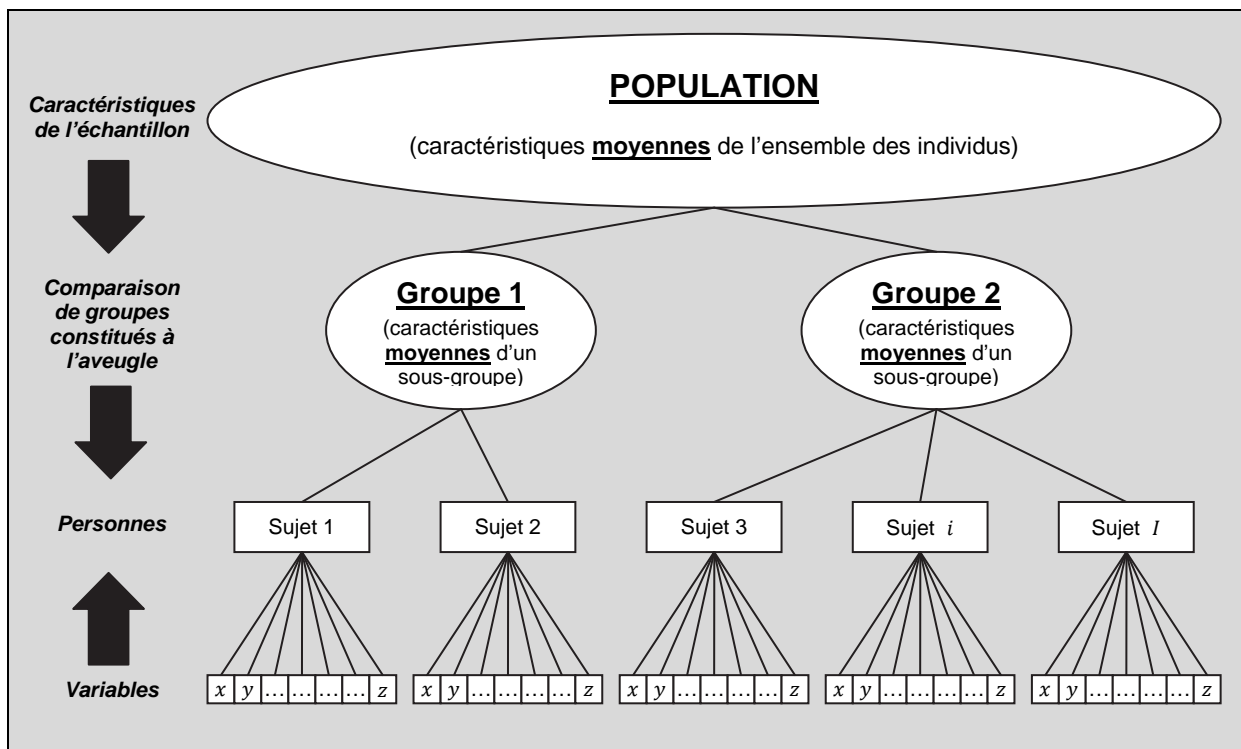 POPULATION
(caractéristiques moyennes de l'ensemble des individus)
Caractéristiques
de l'échantillon
Comparaison
de groupes
constitués à
l'aveugle
Groupe 1
(caractéristiques
moyennes d'un
sous-groupe)
Groupe 2
(caractéristiques
moyennes d'un
sous-groupe)
Personnes
Sujet 1
Sujet 2
Sujet 3
Sujet i
Sujet I
Variables
x y … … … … z
x y … … … … z
x y … … … … z
x y … … … … z
x y … … … … z